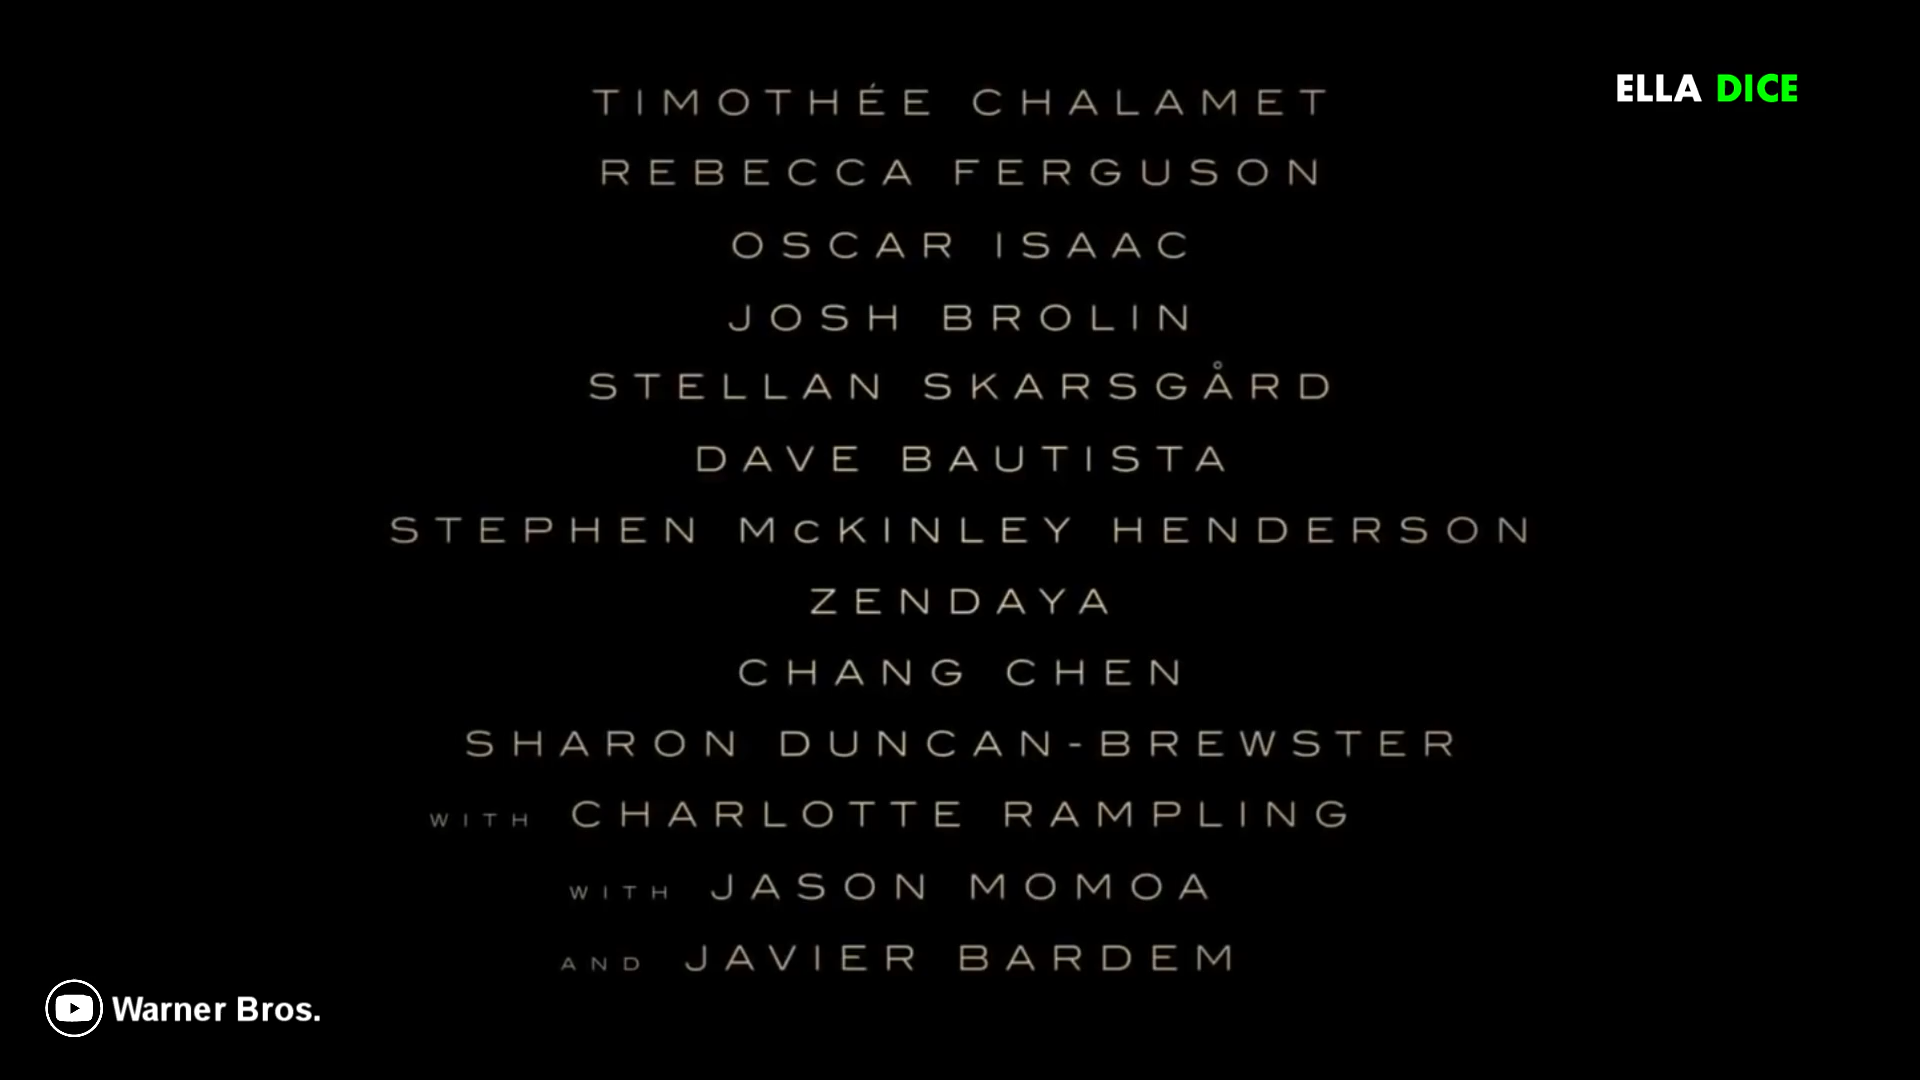 TIMOTHÉE CHALAMET
ELLA DICE
REBECCA FERGUSON
OSCAR ISAAC
JOSH BROLIN
STELLAN SKARSGÅRD
DAVE BAUTISTA
STEPHEN McKINLEY HENDERSON
ZENDAYA
CHANG CHEN
SHARON DUNCAN-BREWSTER
WITH CHARLOTTE RAMPLING
WITH JASON MOMOA
AND JAVIER BARDEM
Warner Bros.